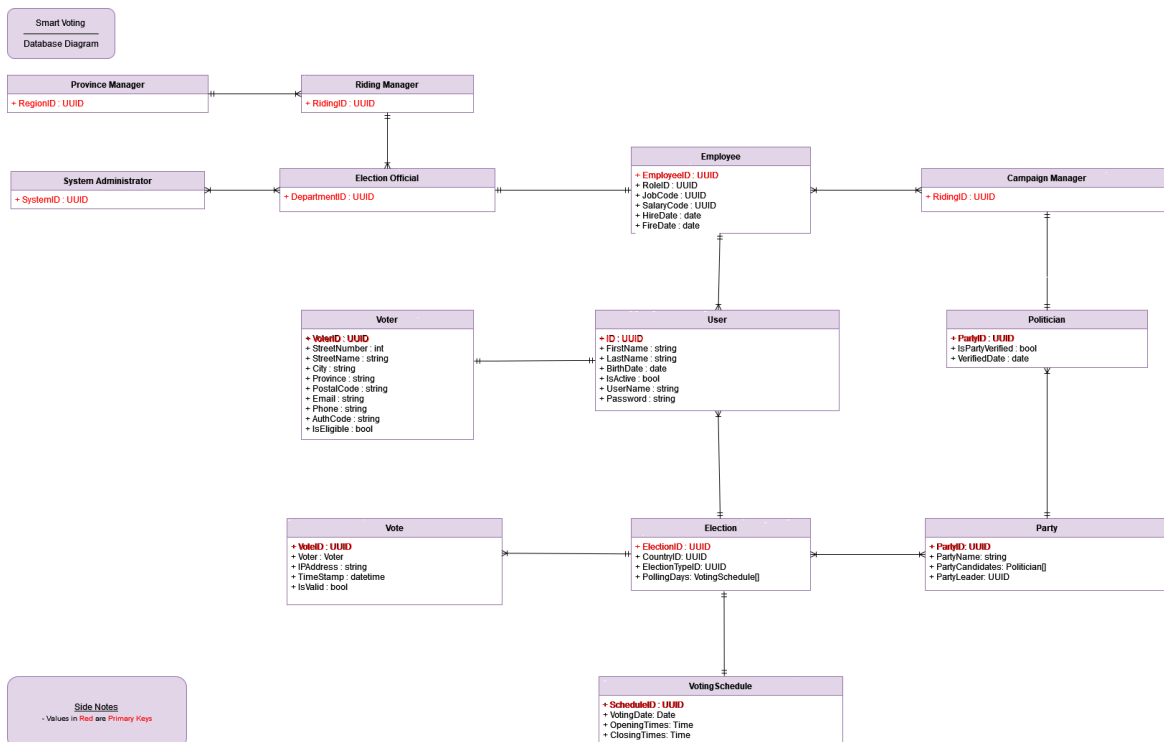 Smart Voting
Database Diagram
Province Manager
+ RegionID : UUID
Riding Manager
+ RidingID : UUID
System Administrator
+ SystemID : UUID
Election Official
+ DepartmentID : UUID
Employee
+ EmployeeID : UUID
+ RoleID : UUID
+ JobCode : UUID
+ SalaryCode : UUID
+ HireDate : date
+ FireDate : date
Campaign Manager
+ RidingID : UUID
Voter
+ VoterID : UUID
+ StreetNumber : int
+ StreetName : string
+ City : string
+ Province : string
+ PostalCode : string
+ Email : string
+ Phone : string
+ AuthCode : string
+ IsEligible : bool
User
+ ID : UUID
+ FirstName : string
+ LastName : string
+ BirthDate : date
+ IsActive : bool
+ UserName : string
+ Password : string
Politician
+ PartyID : UUID
+ IsPartyVerified : bool
+ VerifiedDate : date
Vote
+ VoteID : UUID
+ Voter : Voter
+ IPAddress : string
+ TimeStamp : datetime
+ IsValid : bool
Election
+ ElectionID : UUID
+ CountryID: UUID
+ ElectionTypeID : UUID
+ PollingDays: VotingSchedule[]
Party
+ PartyID: UUID
+ PartyName: string
+ PartyCandidates: Politician[]
+ PartyLeader: UUID
VotingSchedule
+ ScheduleID : UUID
+ VotingDate: Date
+ OpeningTimes: Time
+ ClosingTimes: Time
Side Notes
- Values in Red are Primary Keys